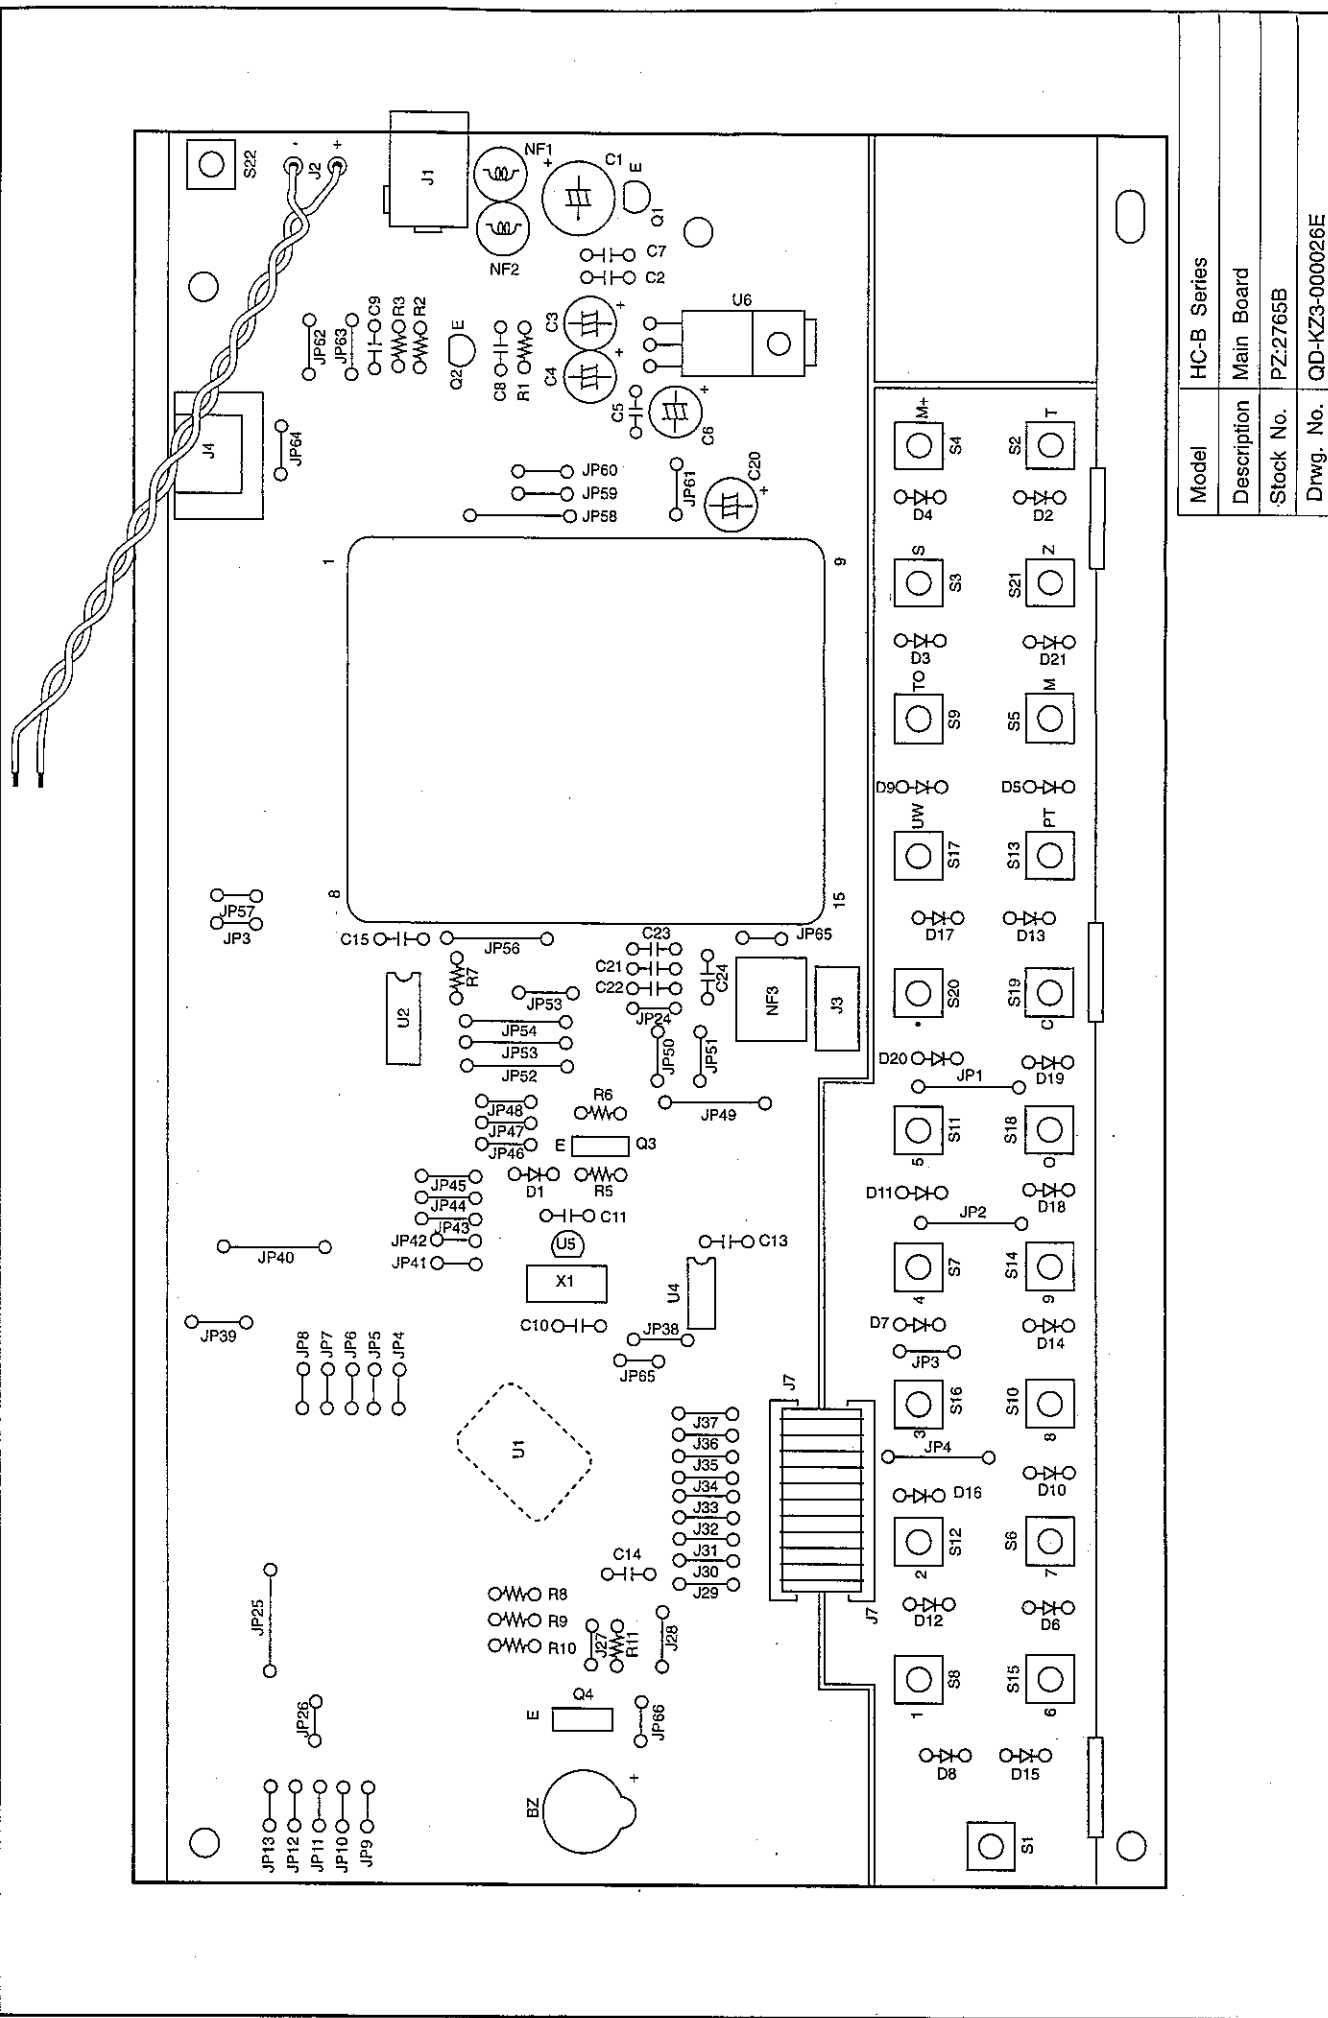 Model HC-B Series
Description Main Board
Stock No. PZ:2765B
Drwg. No. QD-KZ3-000026E
S22
- J2 +
J1
NF1
NF2
C1
+
E
Q1
C7
C2
J4
JP64
JP62
JP63
C9
R3
R2
Q2
E
C8
R1
C3
+
C4
+
C5
C6
+
U6
JP60
JP59
JP58
JP61
C20
+
1
9
8
15
JP57
JP3
C15
JP56
U2
R7
JP53
JP54
JP53
JP52
C23
C21
C22
JP24
C24
JP65
NF3
J3
JP50
JP51
JP49
JP48
JP47
JP46
R6
E
Q3
D1
R5
JP45
JP44
JP43
JP42
JP41
C11
U5
X1
C10
C13
U4
JP38
JP65
JP40
JP39
JP8
JP7
JP6
JP5
JP4
U1
J37
J36
J35
J34
J33
J32
J31
J30
J29
J7
J7
C14
R8
R9
R10
J27
R11
J28
JP25
JP26
E
Q4
JP66
BZ
+
JP13
JP12
JP11
JP10
JP9
M+
S4
S2
T
D4
D2
S
S3
S21
Z
D3
D21
TO
S9
S5
M
D9
D5
UW
S17
S13
PT
D17
D13
•
S20
S19
C
D20
D19
JP1
5
S11
S18
0
D11
D18
JP2
4
S7
S14
9
D7
D14
JP3
3
S16
S10
8
JP4
D16
D10
2
S12
S6
7
D12
D6
1
S8
S15
6
D8
D15
S1